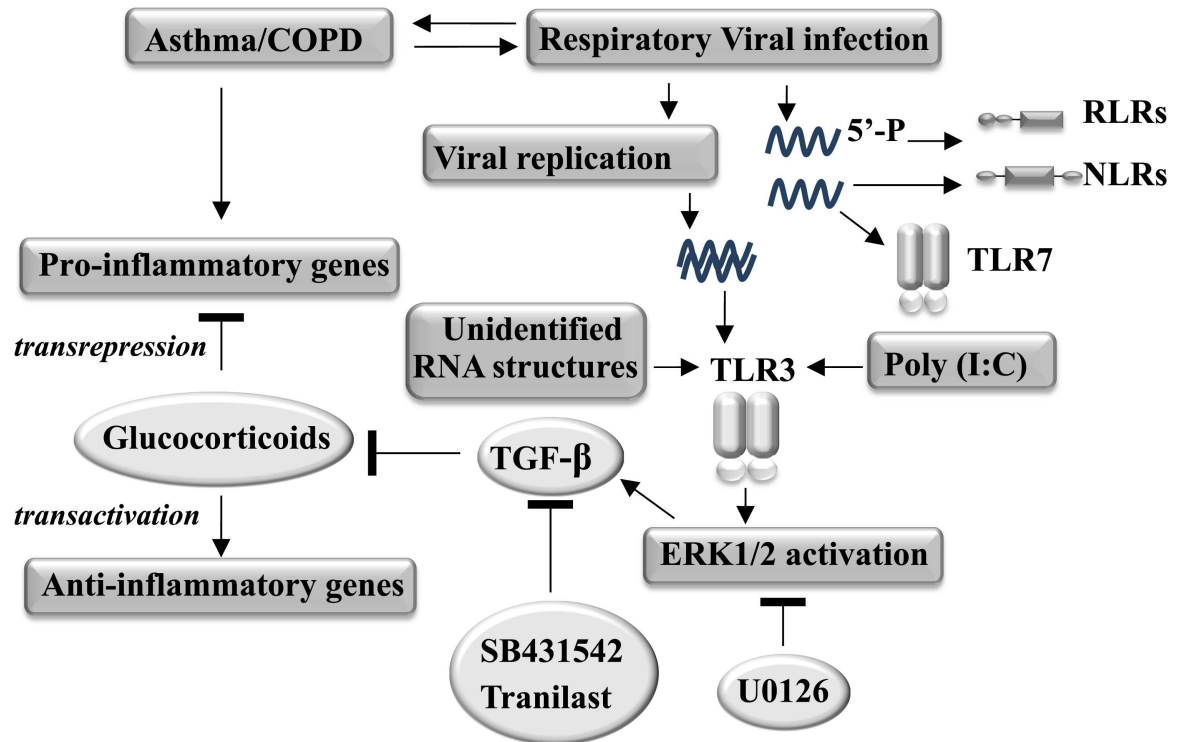 Asthma/COPD
Respiratory Viral infection
5’-P
RLRs
Viral replication
NLRs
Pro-inflammatory genes
TLR7
transrepression
Unidentified
RNA structures
TLR3
Poly (I:C)
Glucocorticoids
TGF-β
transactivation
ERK1/2 activation
Anti-inflammatory genes
SB431542
Tranilast
U0126